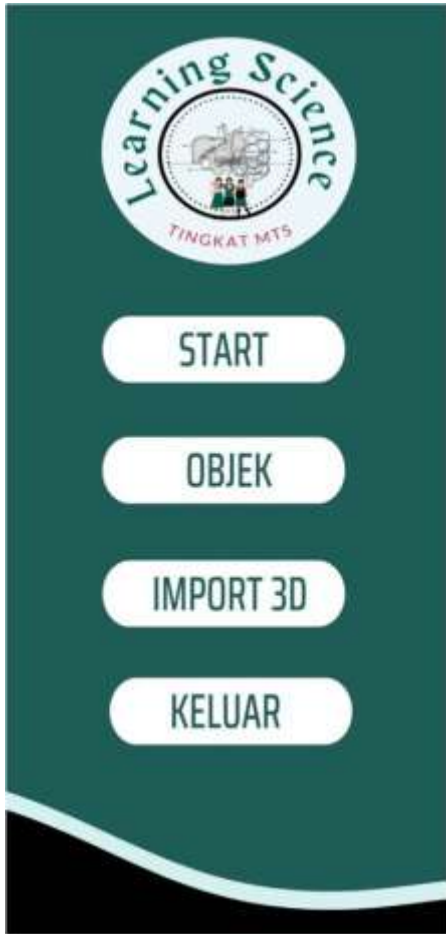 Learning Science
TINGKAT MTS
START
OBJEK
IMPORT 3D
KELUAR